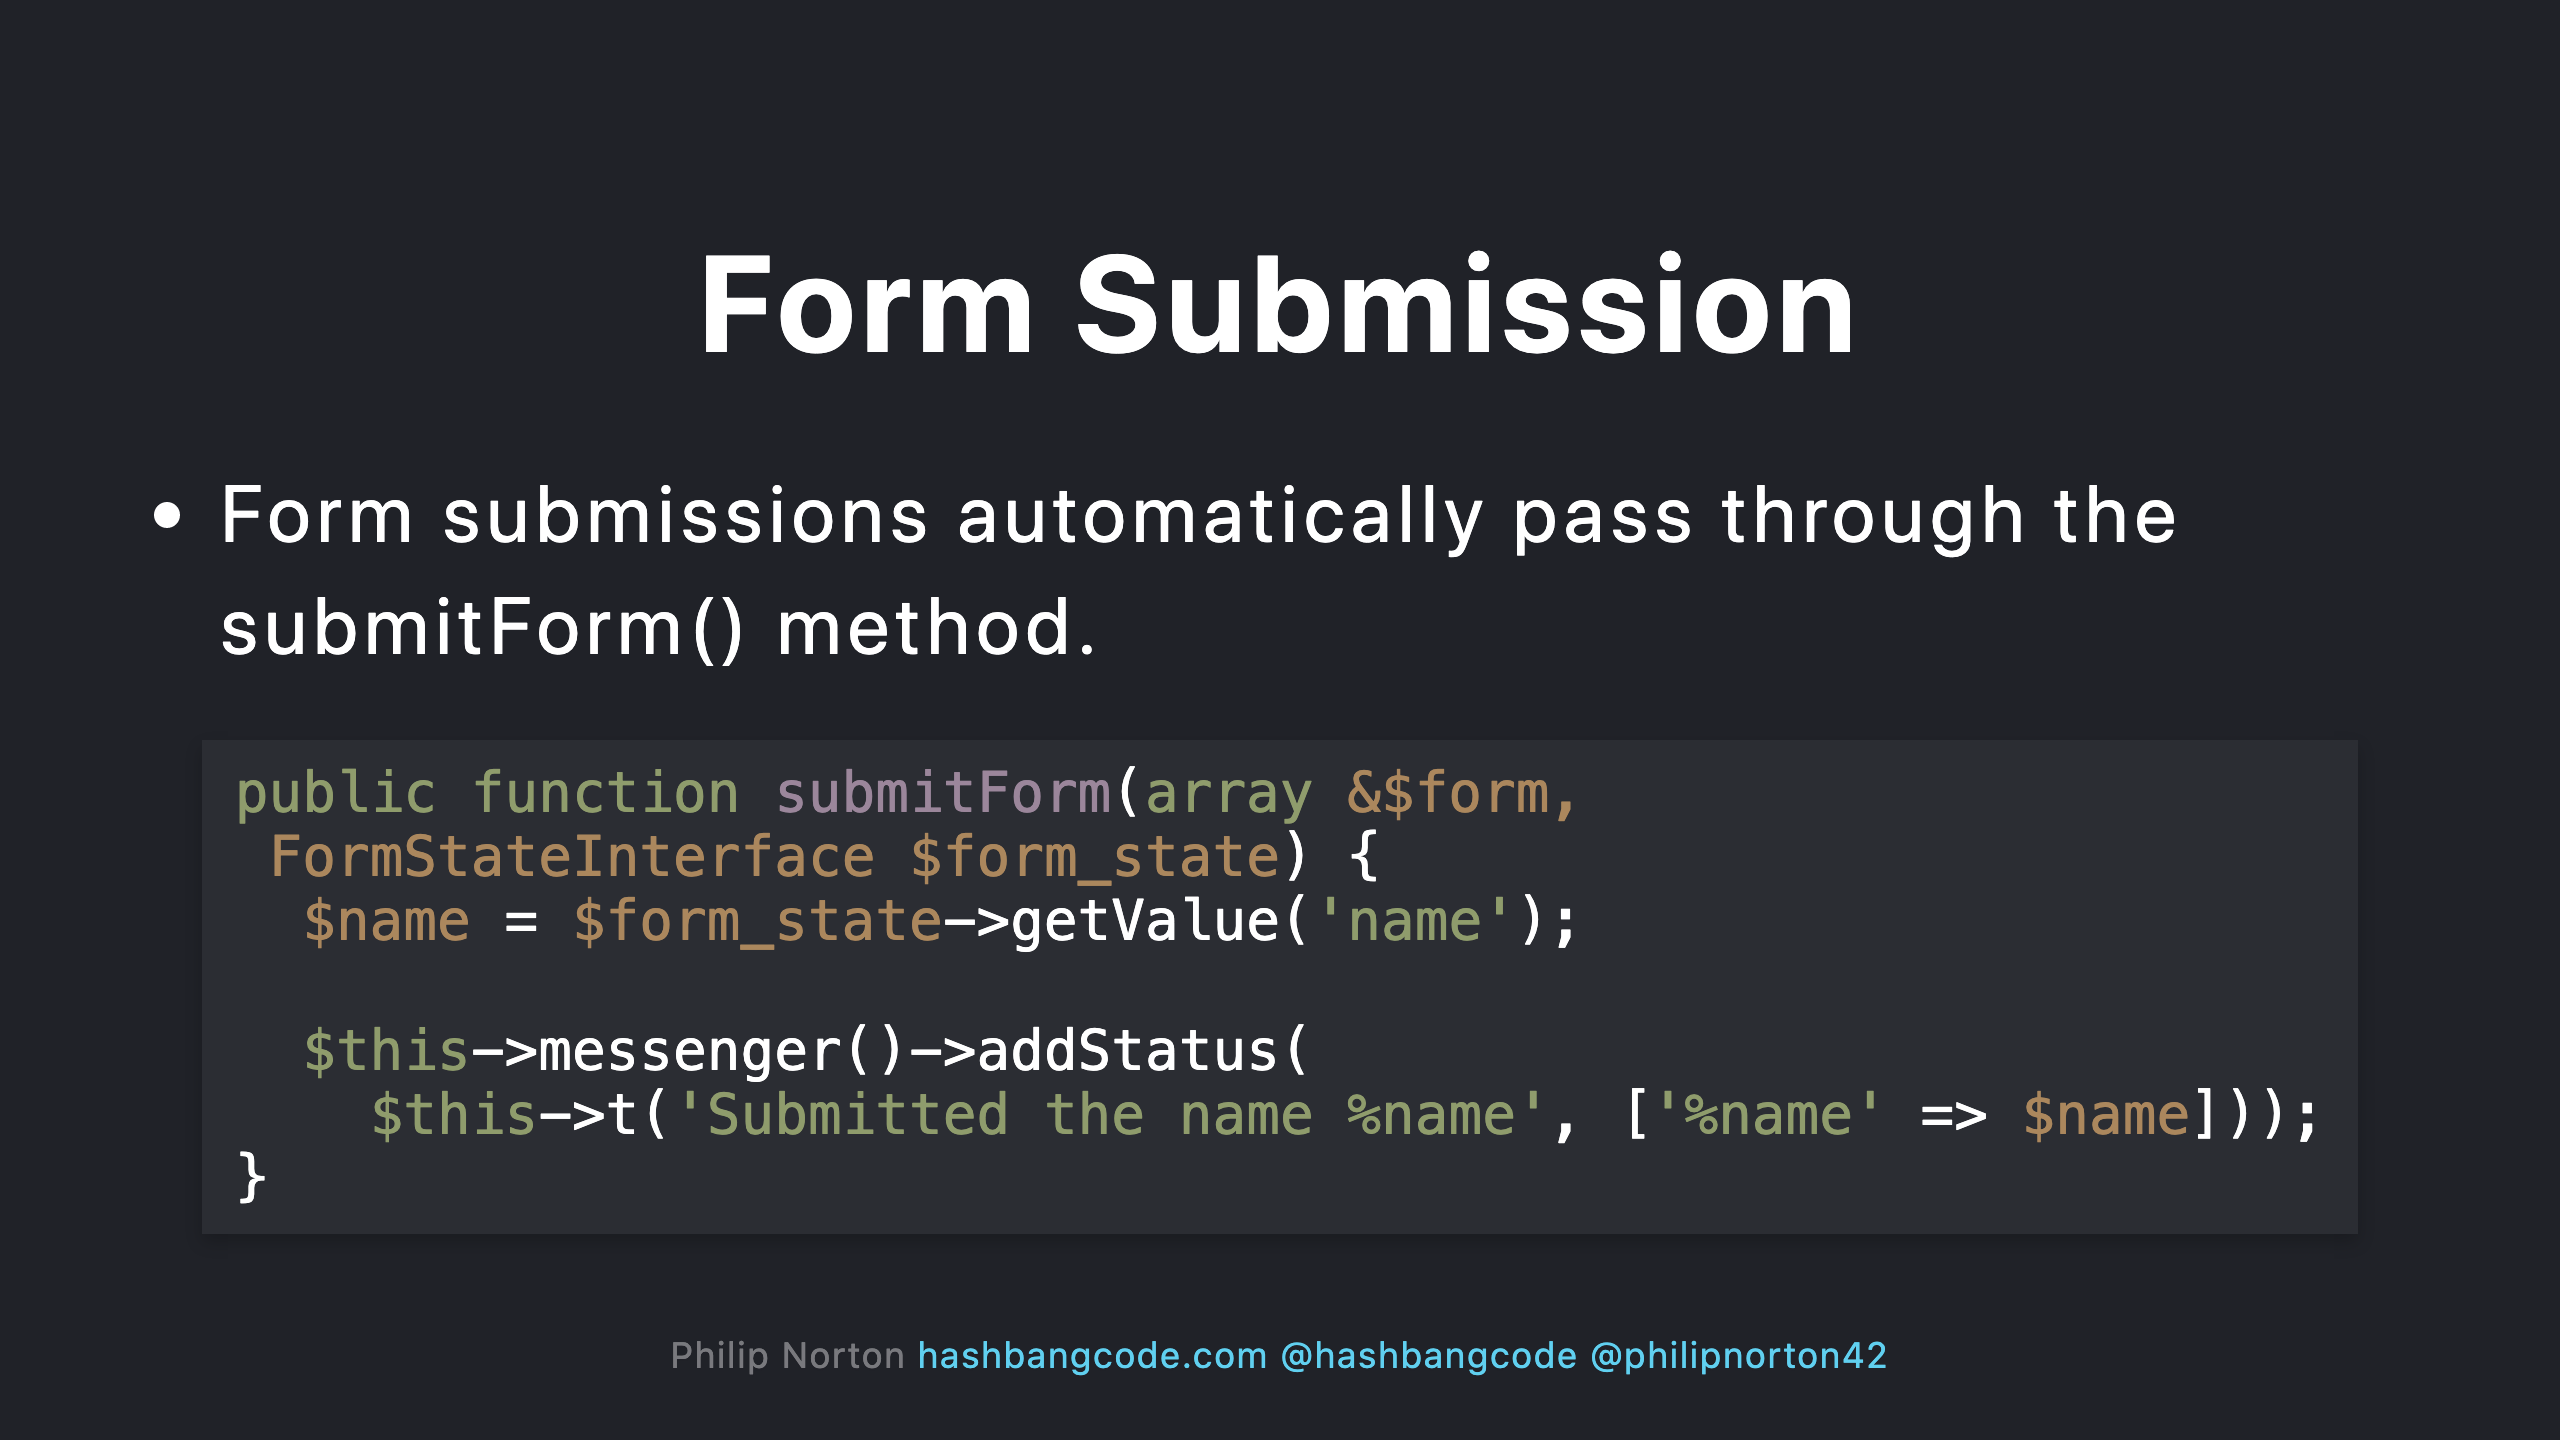 Form Submission
• Form submissions automatically pass through the
submitForm() method.
public function submitForm(array &$form,
 FormStateInterface $form_state) {
  $name = $form_state->getValue('name');

  $this->messenger()->addStatus(
    $this->t('Submitted the name %name', ['%name' => $name]));
}
Philip Norton hashbangcode.com @hashbangcode @philipnorton42